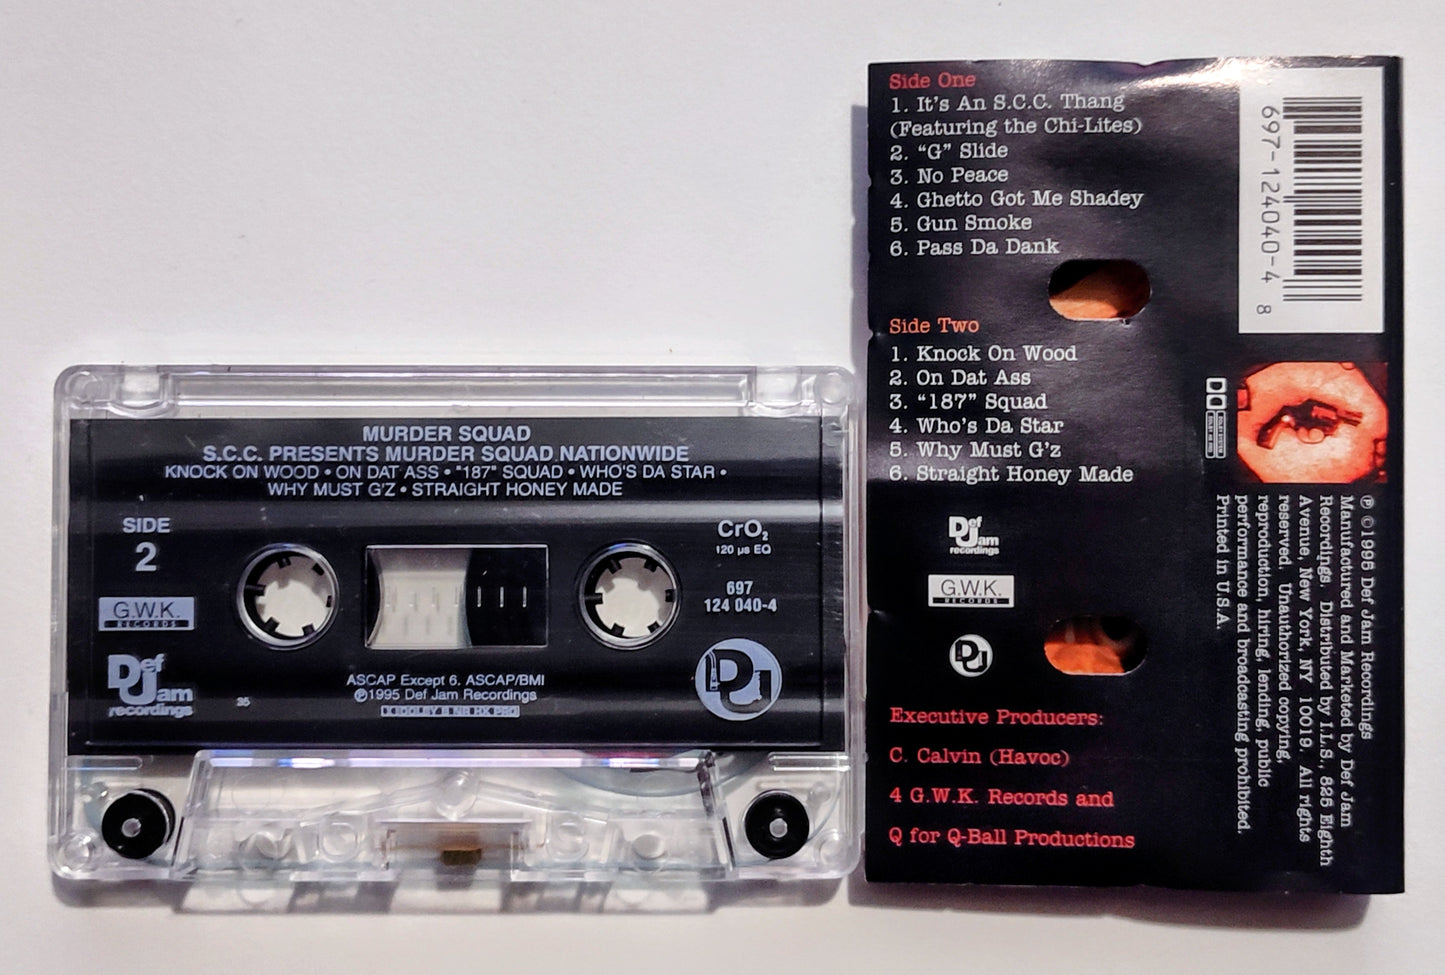 MURDER SQUAD
S.C.C. PRESENTS MURDER SQUAD NATIONWIDE
KNOCK ON WOOD • ON DAT ASS • "187" SQUAD • WHO'S DA STAR •
WHY MUST G'Z • STRAIGHT HONEY MADE
SIDE
2
G.W.K.
RECORDS
Def
Jam
recordings
35
CrO₂
120 µs EQ
697
124 040-4
DJ
ASCAP Except 6. ASCAP/BMI
℗1995 Def Jam Recordings
DOLBY B NR HX PRO
Side One
1. It's An S.C.C. Thang
(Featuring the Chi-Lites)
2. “G” Slide
3. No Peace
4. Ghetto Got Me Shadey
5. Gun Smoke
6. Pass Da Dank
Side Two
1. Knock On Wood
2. On Dat Ass
3. “187” Squad
4. Who's Da Star
5. Why Must G'z
6. Straight Honey Made
Def
Jam
recordings
G.W.K.
RECORDS
DJ
Executive Producers:
C. Calvin (Havoc)
4 G.W.K. Records and
Q for Q-Ball Productions
697-124040-4 8
℗ ©1995 Def Jam Recordings
Manufactured and Marketed by Def Jam
Recordings. Distributed by I.L.S., 825 Eighth
Avenue, New York, NY 10019. All rights
reserved. Unauthorized copying,
reproduction, hiring, lending, public
performance and broadcasting prohibited.
Printed in U.S.A.